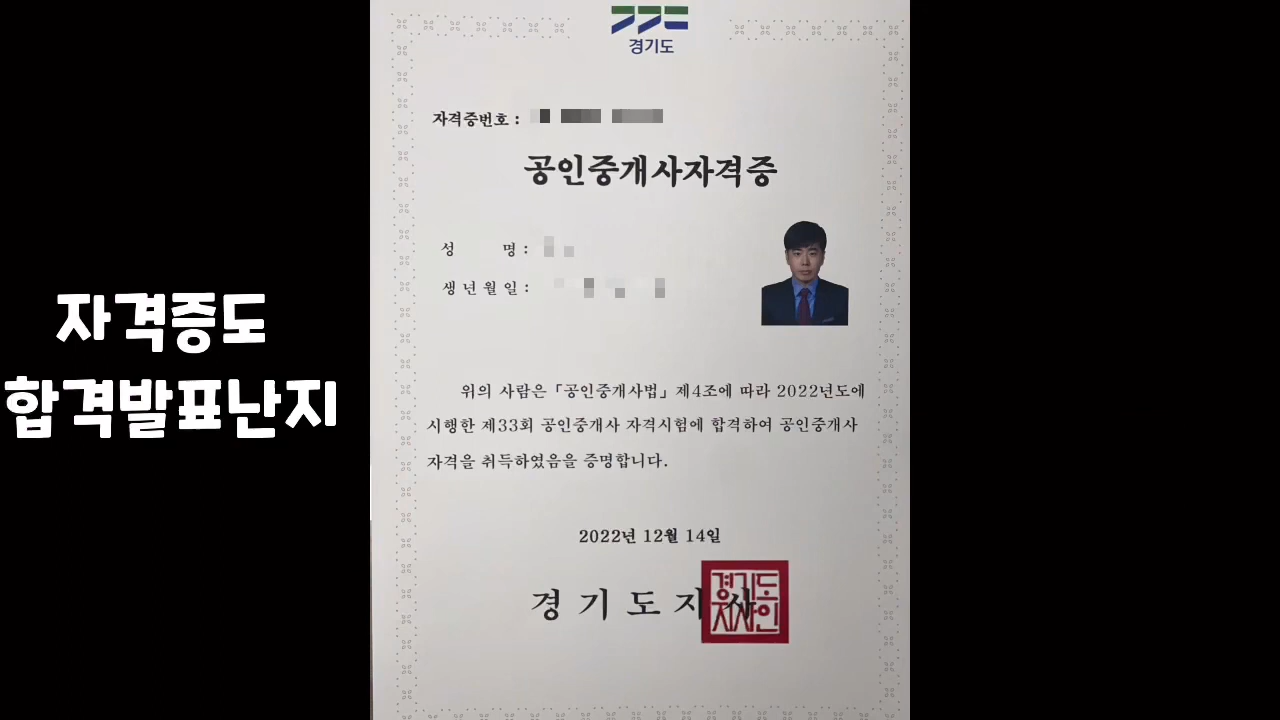 경기도
자격증번호 :
공인중개사자격증
성 명 :
생년월일 :
위의 사람은 「공인중개사법」 제4조에 따라 2022년도에
시행한 제33회 공인중개사 자격시험에 합격하여 공인중개사
자격을 취득하였음을 증명합니다.
2022년 12월 14일
경기도지사
경기도
지사인
자격증도
합격발표난지